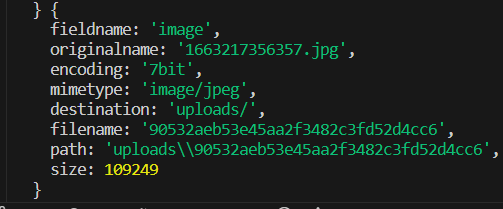 } {
fieldname: 'image',
originalname: '1663217356357.jpg',
encoding: '7bit',
mimetype: 'image/jpeg',
destination: 'uploads/',
filename: '90532aeb53e45aa2f3482c3fd52d4cc6',
path: 'uploads\\90532aeb53e45aa2f3482c3fd52d4cc6',
size: 109249
}